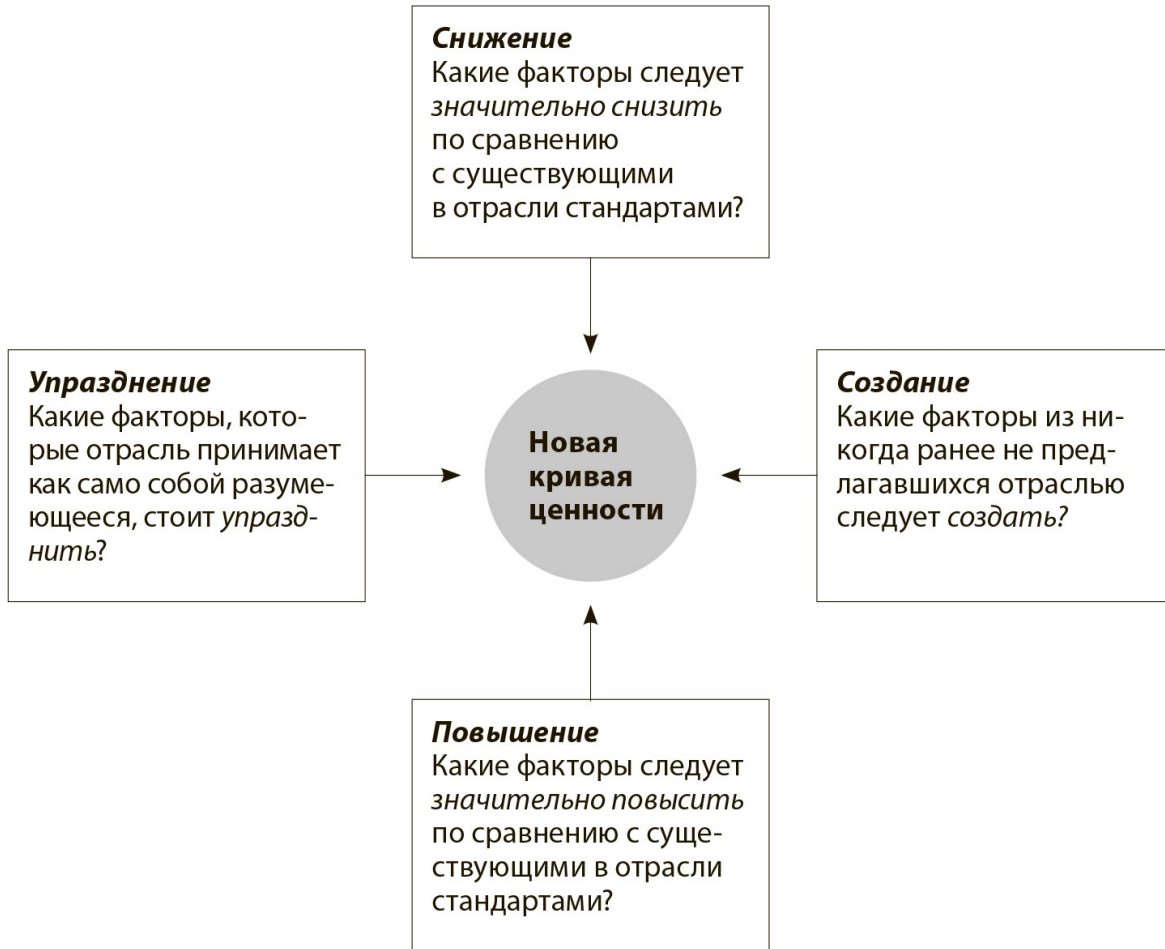 Снижение
Какие факторы следует
значительно снизить
по сравнению
с существующими
в отрасли стандартами?
Упразднение
Какие факторы, кото-
рые отрасль принимает
как само собой разуме-
ющееся, стоит упразд-
нить?
Новая
кривая
ценности
Создание
Какие факторы из ни-
когда ранее не пред-
лагавшихся отраслью
следует создать?
Повышение
Какие факторы следует
значительно повысить
по сравнению с суще-
ствующими в отрасли
стандартами?